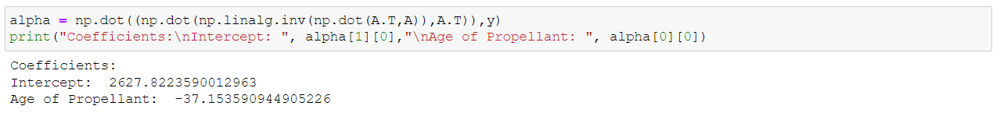 alpha = np.dot((np.dot(np.linalg.inv(np.dot(A.T,A)),A.T)),y)
print("Coefficients:\nIntercept: ", alpha[1][0],"\nAge of Propellant: ", alpha[0][0])
Coefficients:
Intercept:  2627.8223590012963
Age of Propellant:  -37.153590944905226